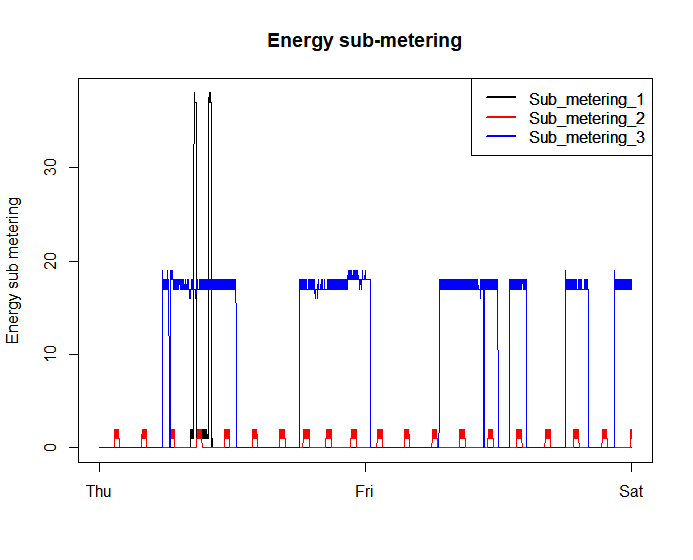 Energy sub-metering
Sub_metering_1
Sub_metering_2
Sub_metering_3
Energy sub metering
30
20
10
0
Thu Fri Sat